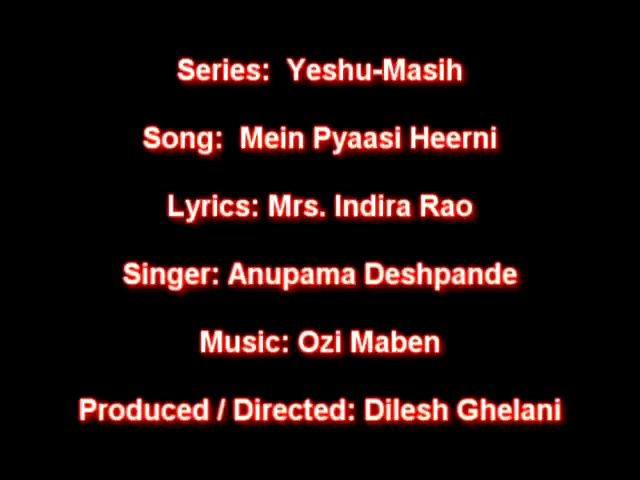 Series:  Yeshu-Masih
Song:  Mein Pyaasi Heerni
Lyrics: Mrs. Indira Rao
Singer: Anupama Deshpande
Music: Ozi Maben
Produced / Directed: Dilesh Ghelani